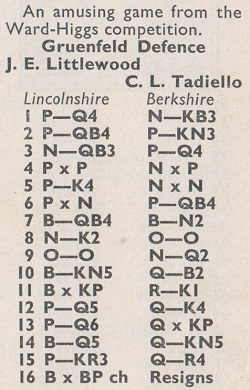 An amusing game from the
Ward-Higgs competition.
Gruenfeld Defence
J. E. Littlewood
C. L. Tadiello
Lincolnshire Berkshire
1 P—Q4 N—KB3
2 P—QB4 P—KN3
3 N—QB3 P—Q4
4 P x P N x P
5 P—K4 N x N
6 P x N P—QB4
7 B—QB4 B—N2
8 N—K2 O—O
9 O—O N—Q2
10 B—KN5 Q—B2
11 B x KP R—K1
12 P—Q5 Q—K4
13 P—Q6 Q x KP
14 B—Q5 Q—KN5
15 P—KR3 Q—R4
16 B x BP ch Resigns